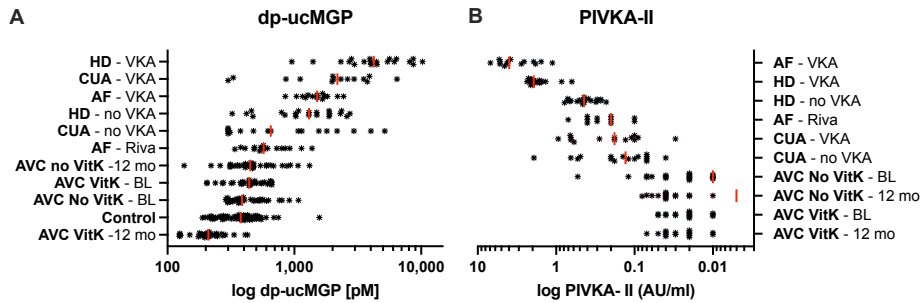 A
dp-ucMGP
HD - VKA
CUA - VKA
AF - VKA
HD - no VKA
CUA - no VKA
AF - Riva
AVC no VitK -12 mo
AVC VitK - BL
AVC No VitK - BL
Control
AVC VitK -12 mo
100
1,000
10,000
log dp-ucMGP [pM]
B
PIVKA-II
AF - VKA
HD - VKA
HD - no VKA
AF - Riva
CUA - VKA
CUA - no VKA
AVC No VitK - BL
AVC No VitK - 12 mo
AVC VitK - BL
AVC VitK - 12 mo
10
1
0.1
0.01
log PIVKA- II (AU/ml)